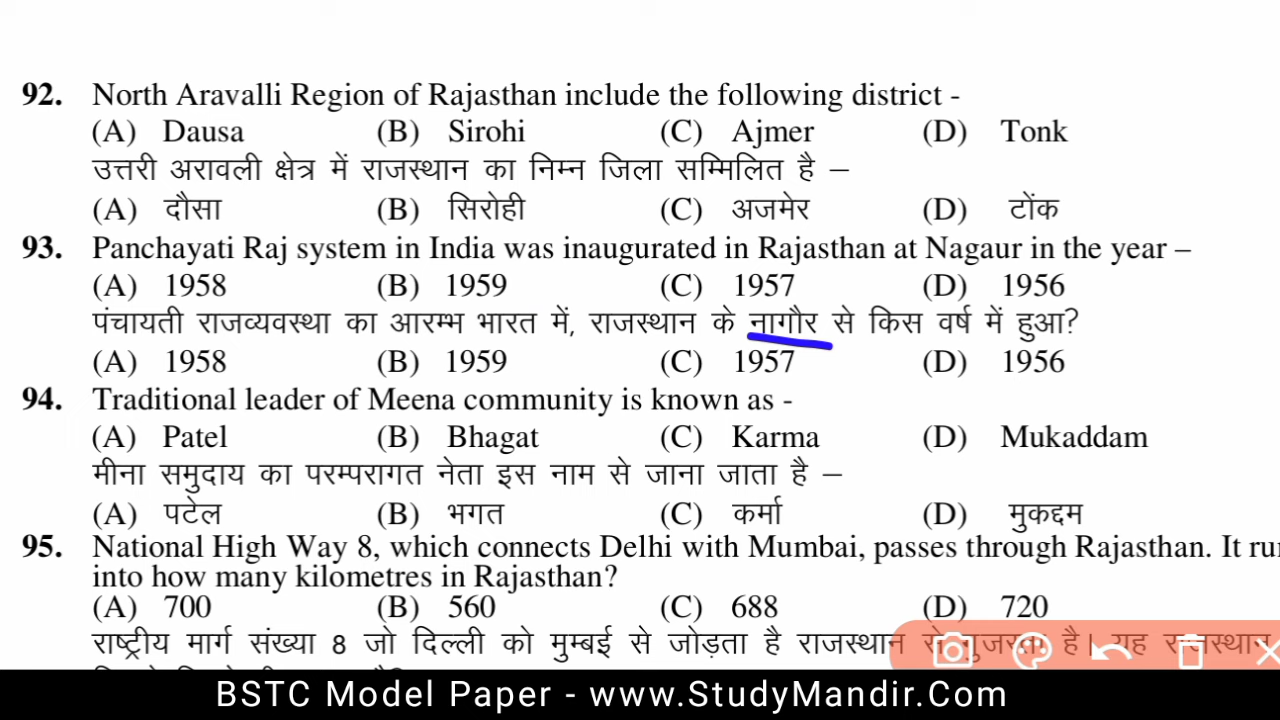 92. North Aravalli Region of Rajasthan include the following district -
(A) Dausa (B) Sirohi (C) Ajmer (D) Tonk
उत्तरी अरावली क्षेत्र में राजस्थान का निम्न जिला सम्मिलित है –
(A) दौसा (B) सिरोही (C) अजमेर (D) टोंक
93. Panchayati Raj system in India was inaugurated in Rajasthan at Nagaur in the year –
(A) 1958 (B) 1959 (C) 1957 (D) 1956
पंचायती राजव्यवस्था का आरम्भ भारत में, राजस्थान के नागौर से किस वर्ष में हुआ?
(A) 1958 (B) 1959 (C) 1957 (D) 1956
94. Traditional leader of Meena community is known as -
(A) Patel (B) Bhagat (C) Karma (D) Mukaddam
मीना समुदाय का परम्परागत नेता इस नाम से जाना जाता है –
(A) पटेल (B) भगत (C) कर्मा (D) मुकद्दम
95. National High Way 8, which connects Delhi with Mumbai, passes through Rajasthan. It
into how many kilometres in Rajasthan?
(A) 700 (B) 560 (C) 688 (D) 720
राष्ट्रीय मार्ग संख्या 8 जो दिल्ली को मुम्बई से जोड़ता है राजस्थान से गुजरता है। यह राजस्थान
BSTC Model Paper - www.StudyMandir.Com